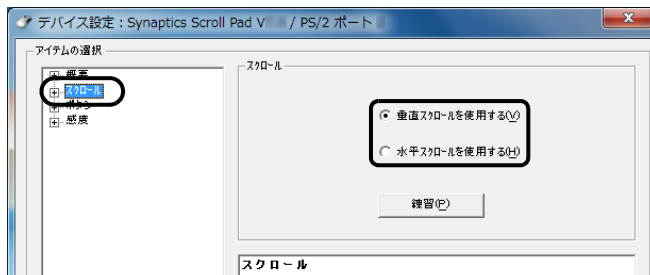 デバイス設定 : Synaptics Scroll Pad V / PS/2 ポート
アイテムの選択
概要
スクロール
ボタン
感度
スクロール
垂直スクロールを使用する(V)
水平スクロールを使用する(H)
練習(P)
スクロール